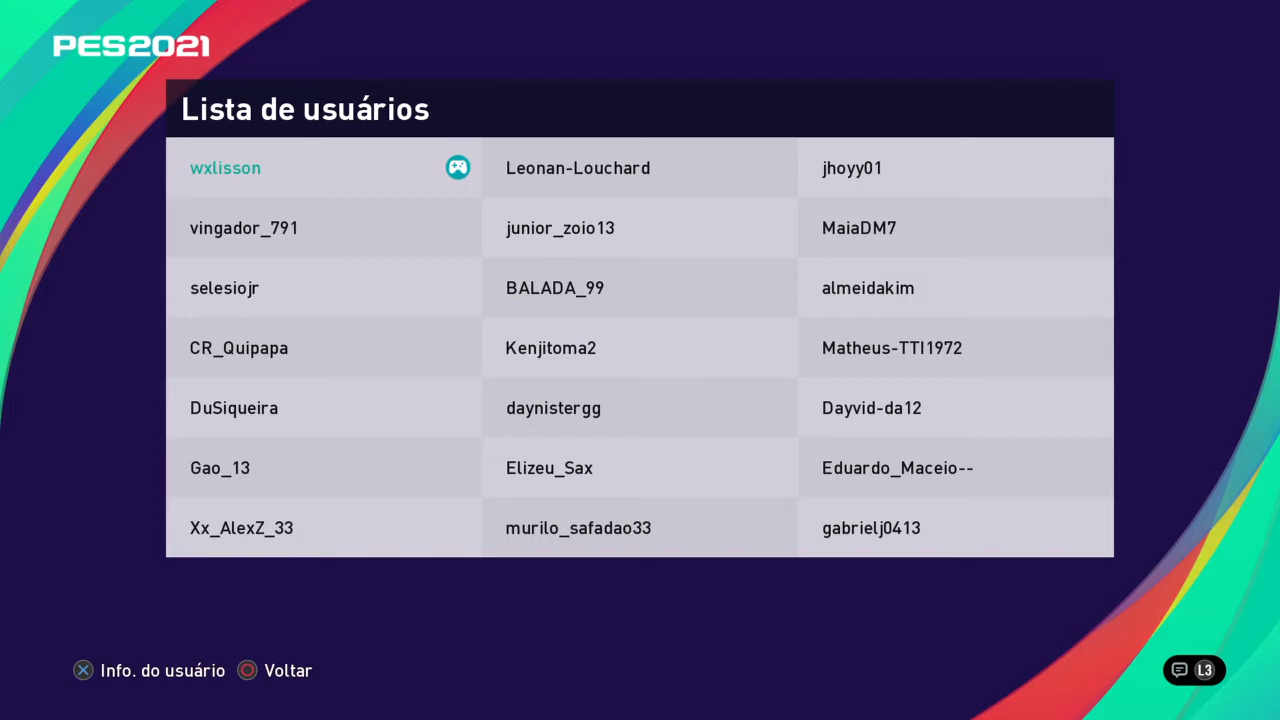 PES2021
Lista de usuários
wxlisson Leonan-Louchard jhoyy01
vingador_791 junior_zoio13 MaiaDM7
selesiojr BALADA_99 almeidakim
CR_Quipapa Kenjitoma2 Matheus-TTI1972
DuSiqueira daynistergg Dayvid-da12
Gao_13 Elizeu_Sax Eduardo_Maceio--
Xx_AlexZ_33 murilo_safadao33 gabrielj0413
Info. do usuário Voltar L3